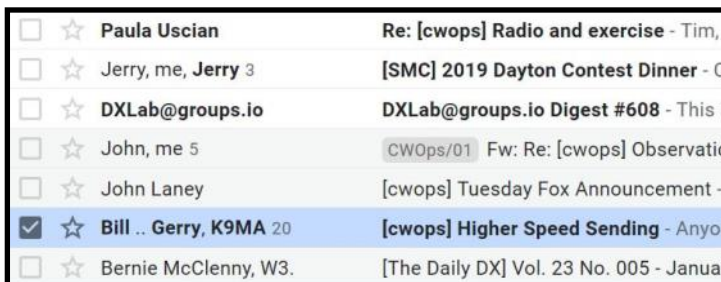 Paula Uscian Re: [cwops] Radio and exercise - Tim,
Jerry, me, Jerry 3 [SMC] 2019 Dayton Contest Dinner -
DXLab@groups.io DXLab@groups.io Digest #608 - This
John, me 5 CWOps/01 Fw: Re: [cwops]
John Laney [cwops] Tuesday Fox Announcement -
Bill .. Gerry, K9MA 20 [cwops] Higher Speed Sending -
Bernie McClenny, W3. [The Daily DX] Vol. 23 No. 005 -